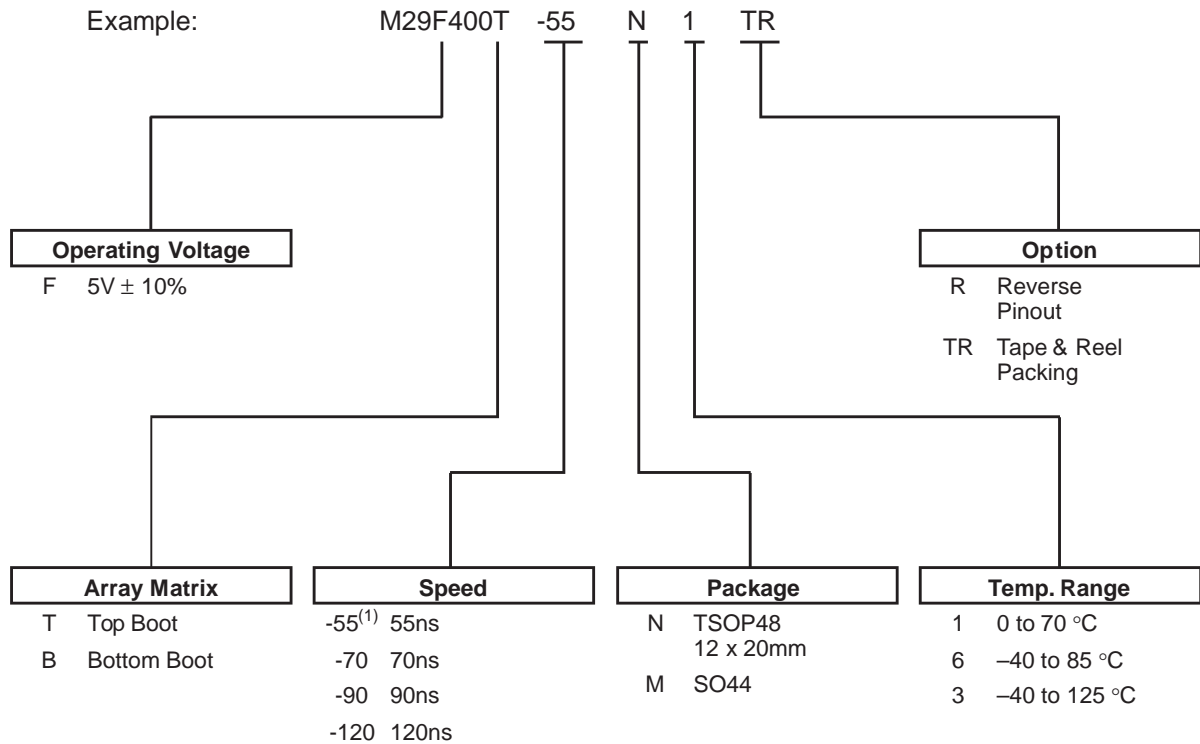 Example: M29F400T -55 N 1 TR
Operating Voltage
F 5V ± 10%
Option
R Reverse
Pinout
TR Tape & Reel
Packing
Array Matrix
T Top Boot
B Bottom Boot
Speed
-55(1) 55ns
-70 70ns
-90 90ns
-120 120ns
Package
N TSOP48
12 x 20mm
M SO44
Temp. Range
1 0 to 70 °C
6 –40 to 85 °C
3 –40 to 125 °C